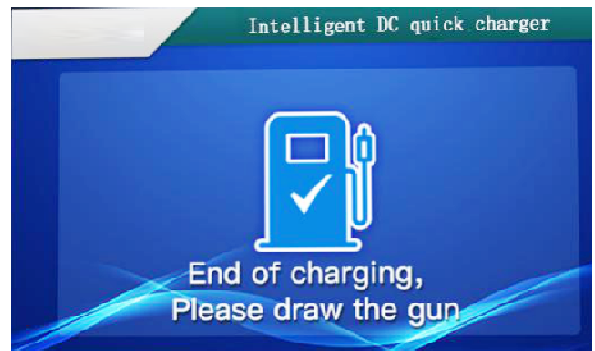 Intelligent DC quick charger
End of charging,
Please draw the gun